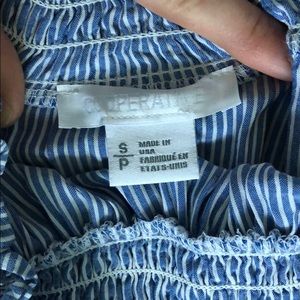 COOPERATIVE
S
P
MADE IN
USA
FABRIQUÉ EN
ÉTATS-UNIS